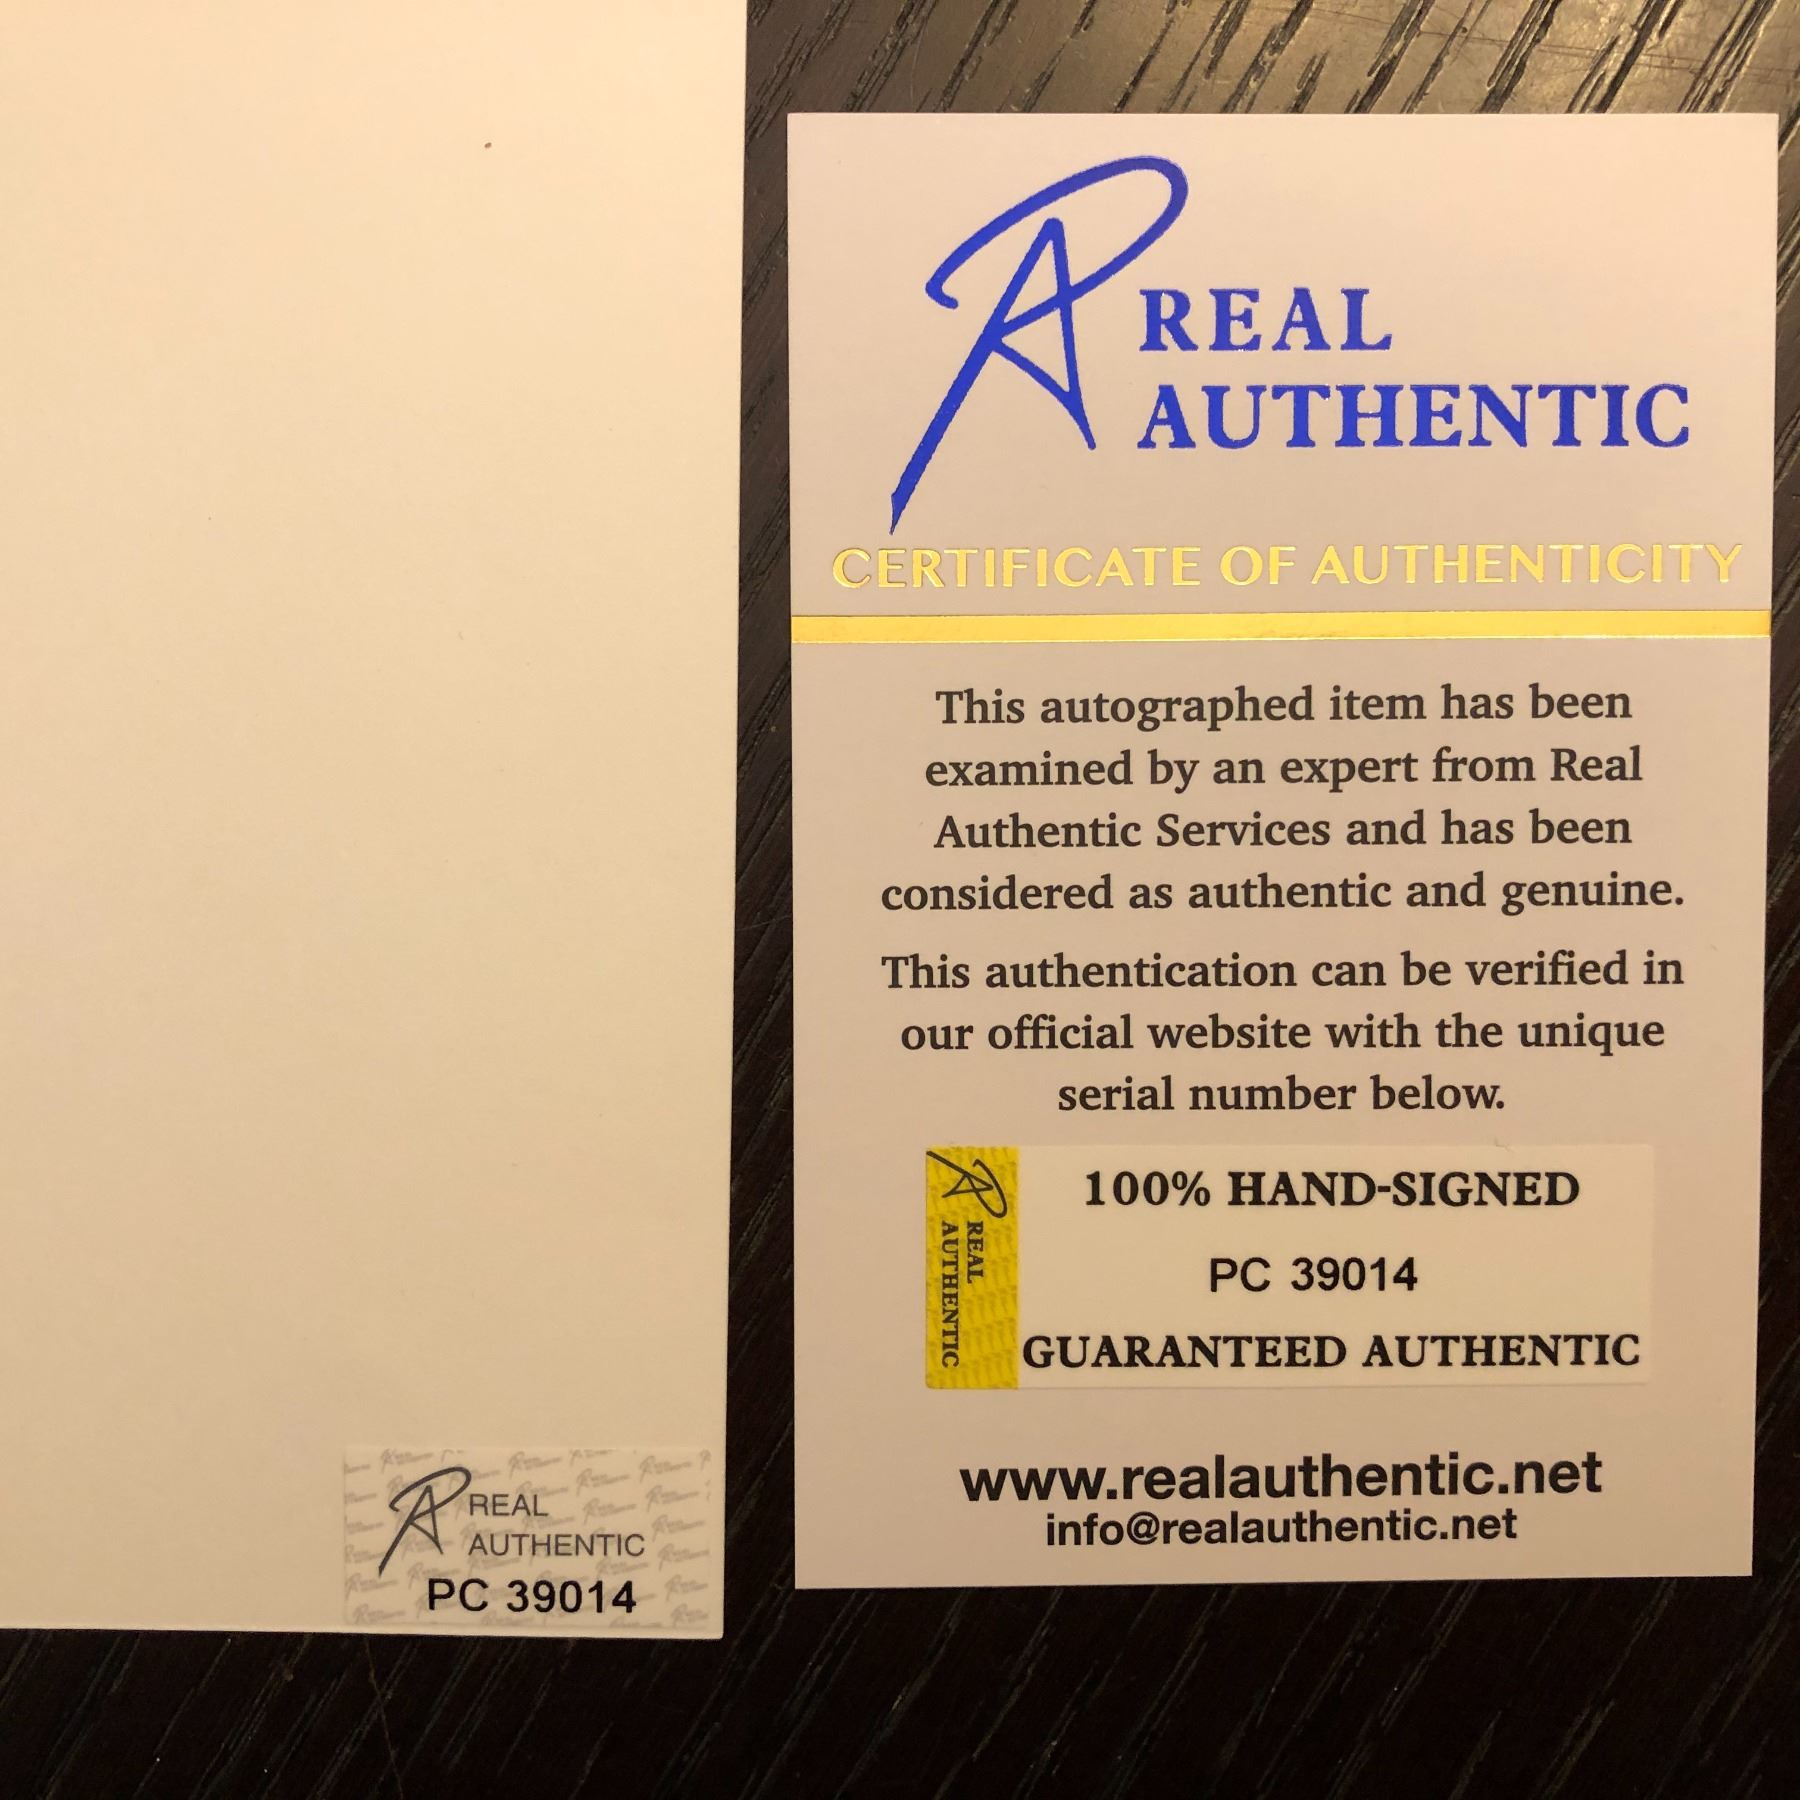 REAL
AUTHENTIC
CERTIFICATE OF AUTHENTICITY
This autographed item has been
examined by an expert from Real
Authentic Services and has been
considered as authentic and genuine.
This authentication can be verified in
our official website with the unique
serial number below.
REAL
AUTHENTIC
100% HAND-SIGNED
PC 39014
GUARANTEED AUTHENTIC
www.realauthentic.net
info@realauthentic.net
REAL
AUTHENTIC
PC 39014